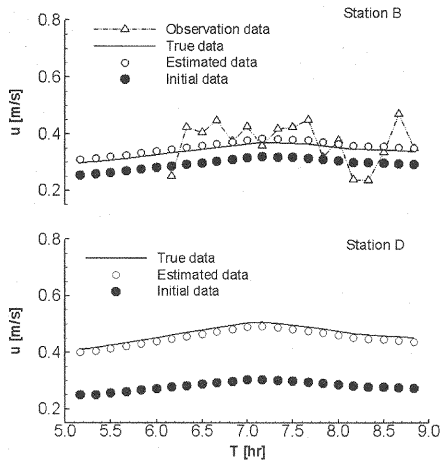 Station B
Observation data
True data
Estimated data
Initial data
0.8
0.6
0.4
0.2
u [m/s]
Station D
True data
Estimated data
Initial data
0.8
0.6
0.4
0.2
u [m/s]
5.0 5.5 6.0 6.5 7.0 7.5 8.0 8.5 9.0
T [hr]